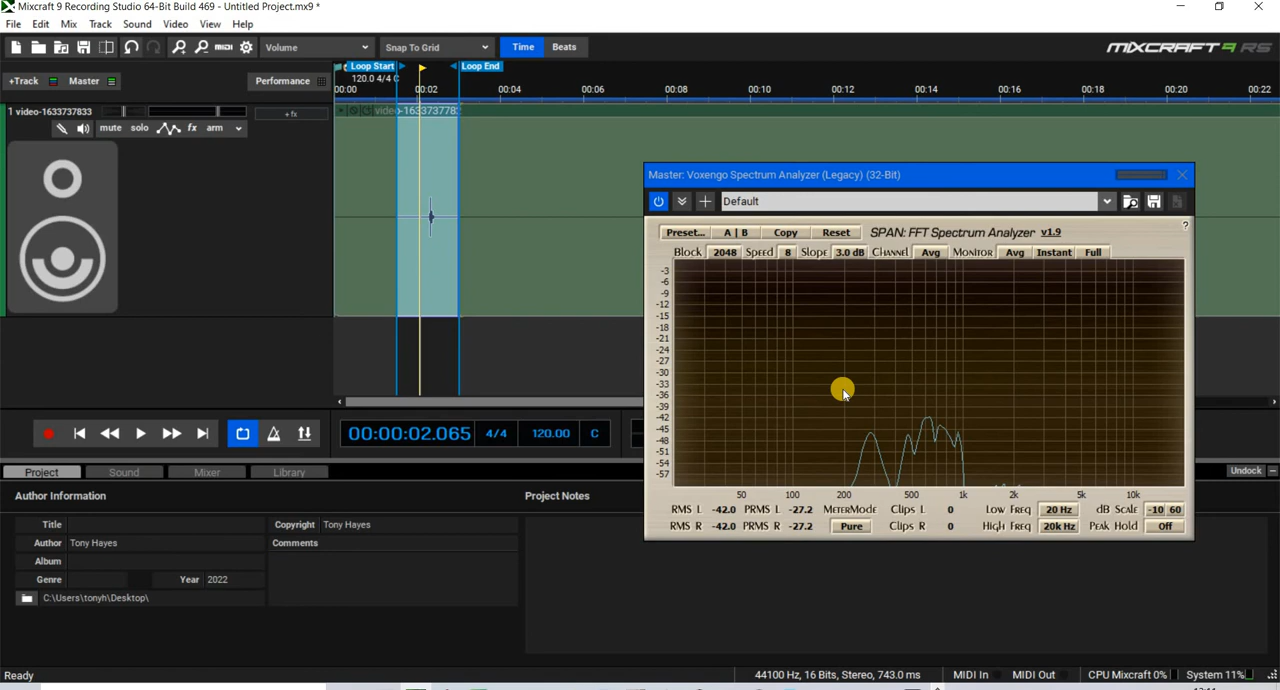 Mixcraft 9 Recording Studio 64-Bit Build 469 - Untitled Project.mx9 *
File Edit Mix Track Sound Video View Help
MIDI Volume Snap To Grid Time Beats MIXCRAFT 9 RS
Loop Start Loop End
+Track Master Performance 120.0 4/4 C
00:00 00:02 00:04 00:06 00:08 00:10 00:12 00:14 00:16 00:18 00:20 00:22
1 video-1633737833 +fx
mute solo fx arm
Master: Voxengo Spectrum Analyzer (Legacy) (32-Bit)
Default
Preset... A | B Copy Reset SPAN: FFT Spectrum Analyzer v1.9 ?
Block 2048 Speed 8 Slope 3.0 dB Channel Avg Monitor Avg Instant Full
-3
-6
-9
-12
-15
-18
-21
-24
-27
-30
-33
-36
-39
-42
-45
-48
-51
-54
-57
50 100 200 500 1k 2k 5k 10k
RMS L -42.0 PRMS L -27.2 MeterMode Clips L 0 Low Freq 20 Hz dB Scale -10 60
RMS R -42.0 PRMS R -27.2 Pure Clips R 0 High Freq 20k Hz Peak Hold Off
00:00:02.065 4/4 120.00 C
Project Sound Mixer Library Undock
Author Information Project Notes
Title Copyright Tony Hayes
Author Tony Hayes Comments
Album
Genre Year 2022
C:\Users\tonyh\Desktop\
Ready 44100 Hz, 16 Bits, Stereo, 743.0 ms MIDI In MIDI Out CPU Mixcraft 0% System 11%